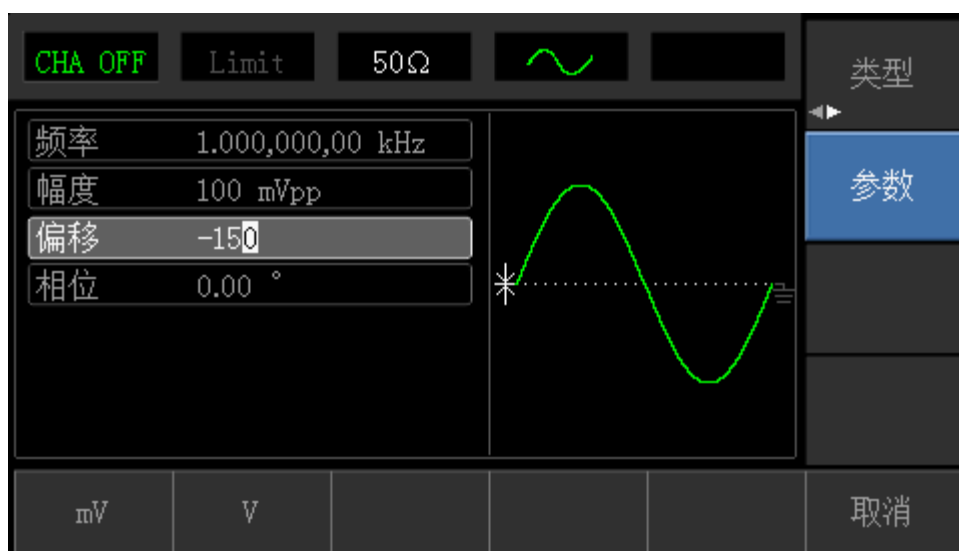 CHA OFF Limit 50Ω 类型
频率 1.000,000,00 kHz
幅度 100 mVpp 参数
偏移 -150
相位 0.00 °
mV V 取消